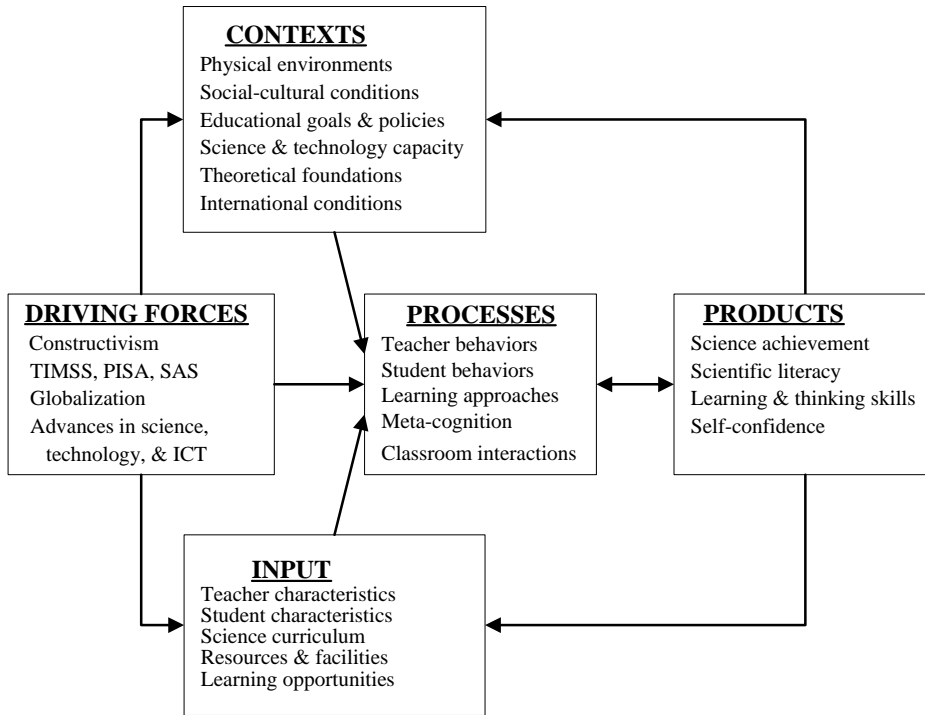 CONTEXTS
Physical environments
Social-cultural conditions
Educational goals & policies
Science & technology capacity
Theoretical foundations
International conditions
DRIVING FORCES
Constructivism
TIMSS, PISA, SAS
Globalization
Advances in science,
technology, & ICT
PROCESSES
Teacher behaviors
Student behaviors
Learning approaches
Meta-cognition
Classroom interactions
PRODUCTS
Science achievement
Scientific literacy
Learning & thinking skills
Self-confidence
INPUT
Teacher characteristics
Student characteristics
Science curriculum
Resources & facilities
Learning opportunities